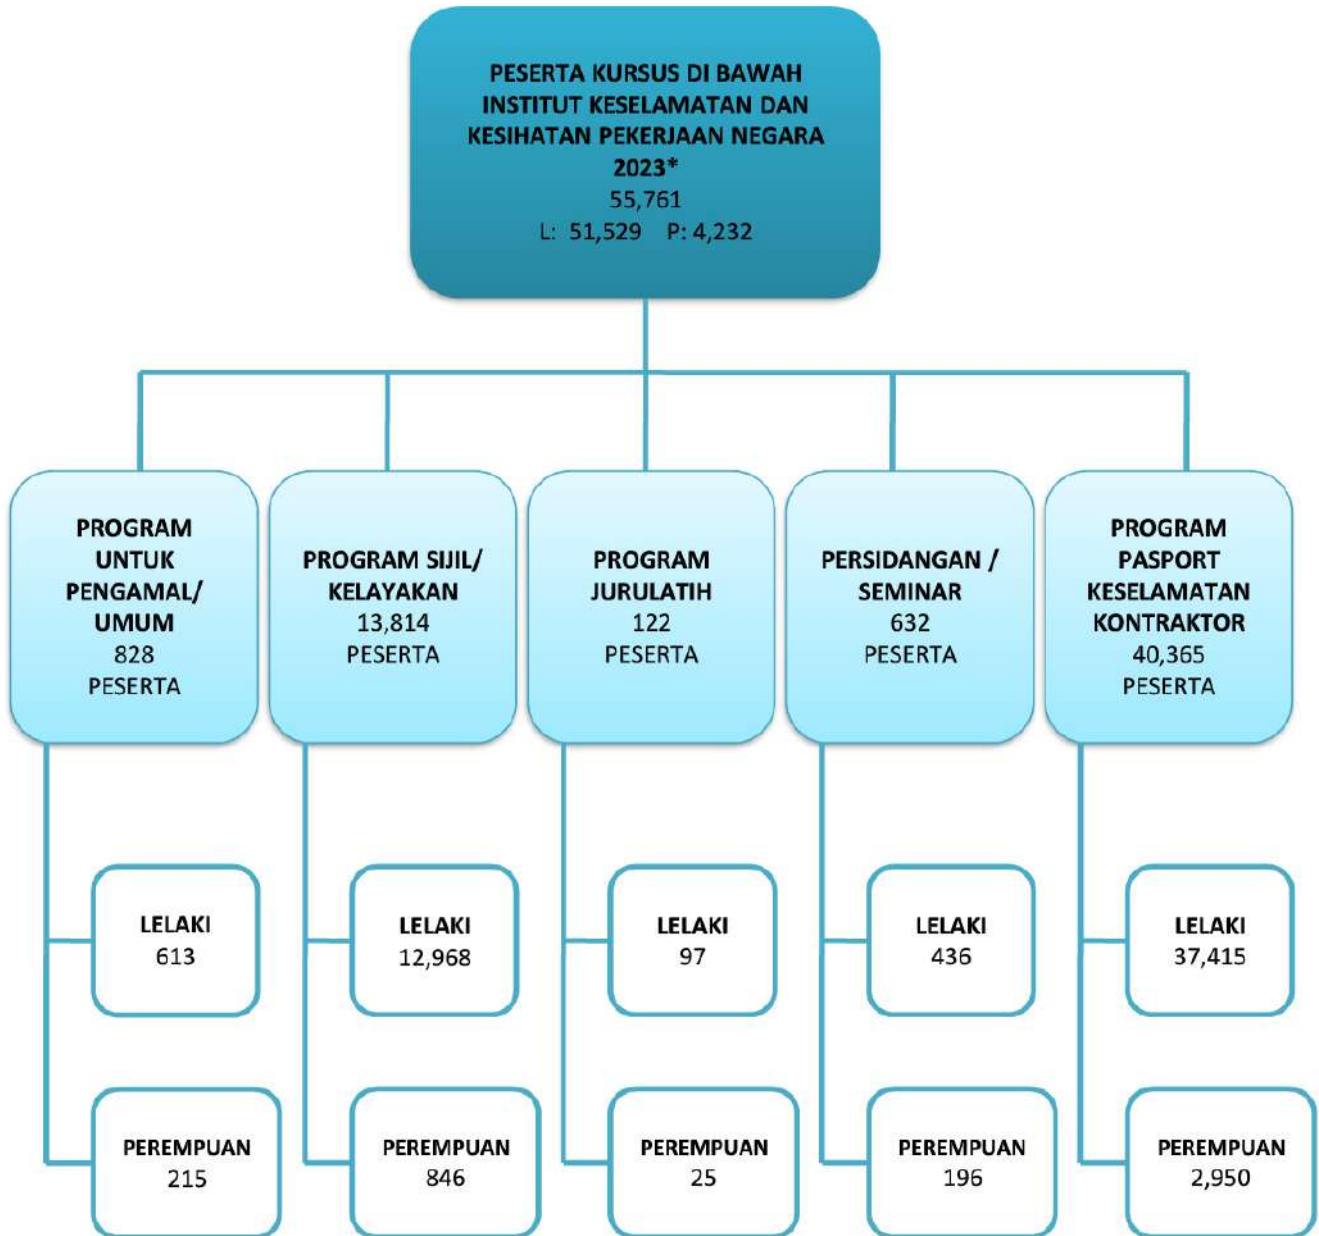 PESERTA KURSUS DI BAWAH
INSTITUT KESELAMATAN DAN
KESIHATAN PEKERJAAN NEGARA
2023*
55,761
L: 51,529 P: 4,232
PROGRAM
UNTUK
PENGAMAL/
UMUM
828
PESERTA
PROGRAM SIJIL/
KELAYAKAN
13,814
PESERTA
PROGRAM
JURULATIH
122
PESERTA
PERSIDANGAN /
SEMINAR
632
PESERTA
PROGRAM
PASPORT
KESELAMATAN
KONTRAKTOR
40,365
PESERTA
LELAKI
613
LELAKI
12,968
LELAKI
97
LELAKI
436
LELAKI
37,415
PEREMPUAN
215
PEREMPUAN
846
PEREMPUAN
25
PEREMPUAN
196
PEREMPUAN
2,950